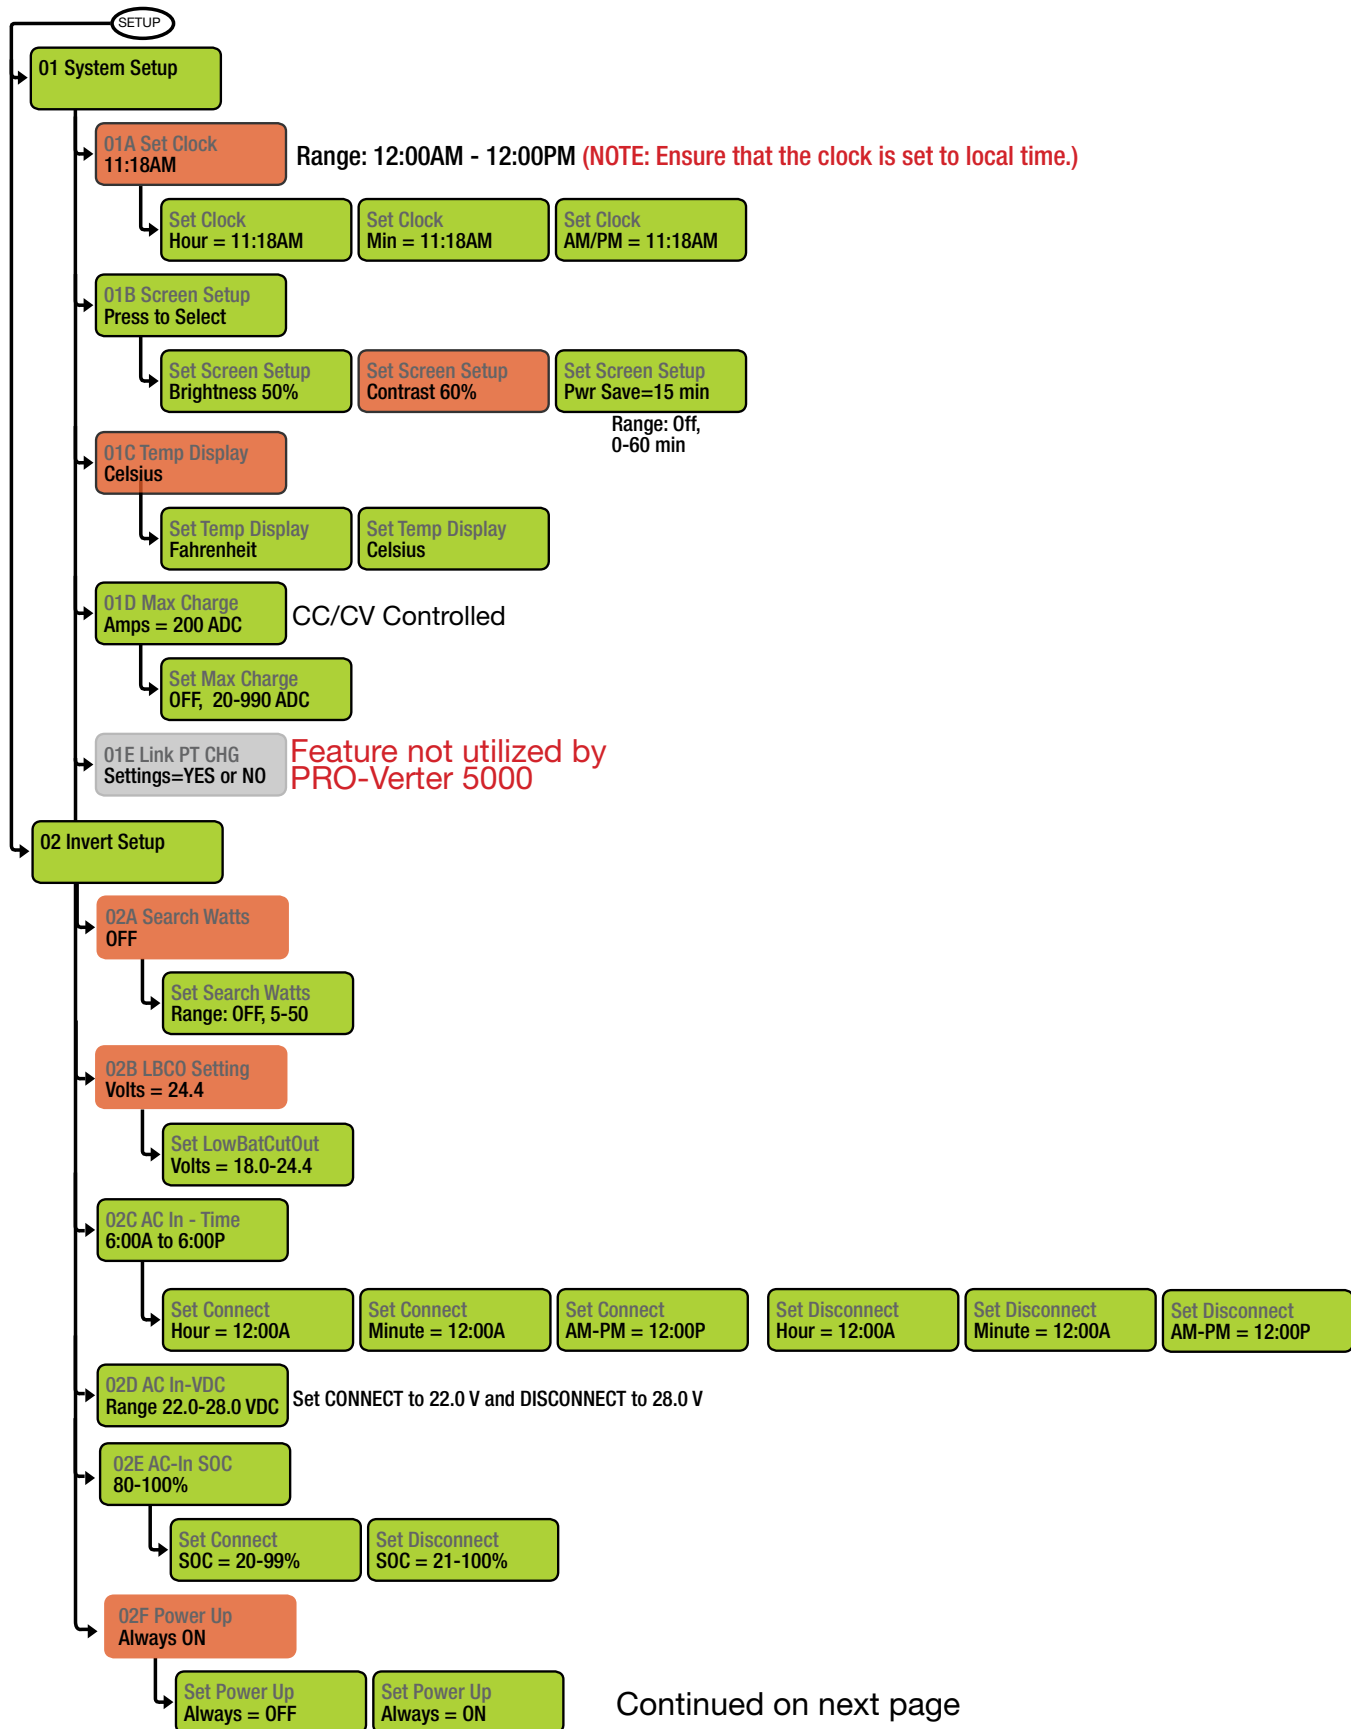 SETUP
01 System Setup
01A Set Clock
11:18AM
Range: 12:00AM - 12:00PM (NOTE: Ensure that the clock is set to local time.)
Set Clock
Hour = 11:18AM
Set Clock
Min = 11:18AM
Set Clock
AM/PM = 11:18AM
01B Screen Setup
Press to Select
Set Screen Setup
Brightness 50%
Set Screen Setup
Contrast 60%
Set Screen Setup
Pwr Save=15 min
Range: Off,
0-60 min
01C Temp Display
Celsius
Set Temp Display
Fahrenheit
Set Temp Display
Celsius
01D Max Charge
Amps = 200 ADC
CC/CV Controlled
Set Max Charge
OFF, 20-990 ADC
01E Link PT CHG
Settings=YES or NO
Feature not utilized by
PRO-Verter 5000
02 Invert Setup
02A Search Watts
OFF
Set Search Watts
Range: OFF, 5-50
02B LBCO Setting
Volts = 24.4
Set LowBatCutOut
Volts = 18.0-24.4
02C AC In - Time
6:00A to 6:00P
Set Connect
Hour = 12:00A
Set Connect
Minute = 12:00A
Set Connect
AM-PM = 12:00P
Set Disconnect
Hour = 12:00A
Set Disconnect
Minute = 12:00A
Set Disconnect
AM-PM = 12:00P
02D AC In-VDC
Range 22.0-28.0 VDC
Set CONNECT to 22.0 V and DISCONNECT to 28.0 V
02E AC-In SOC
80-100%
Set Connect
SOC = 20-99%
Set Disconnect
SOC = 21-100%
02F Power Up
Always ON
Set Power Up
Always = OFF
Set Power Up
Always = ON
Continued on next page